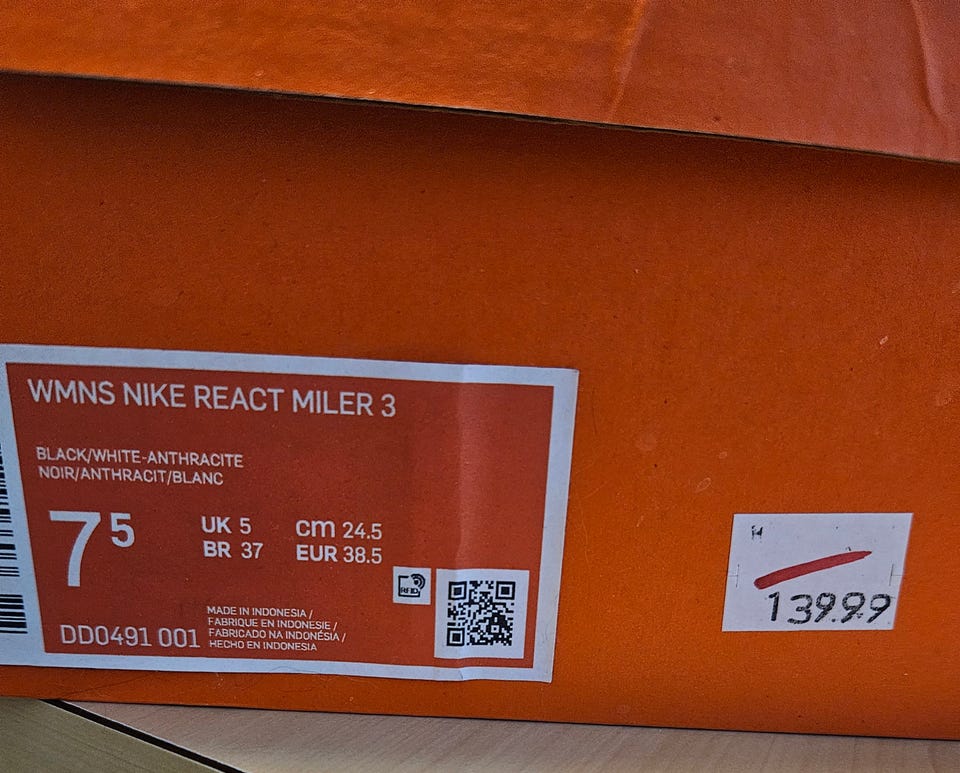 WMNS NIKE REACT MILER 3
BLACK/WHITE-ANTHRACITE
NOIR/ANTHRACIT/BLANC
7 5
UK 5 cm 24.5
BR 37 EUR 38.5
RFID
DD0491 001
MADE IN INDONESIA /
FABRIQUE EN INDONESIE /
FABRICADO NA INDONÉSIA /
HECHO EN INDONESIA
M
139.99